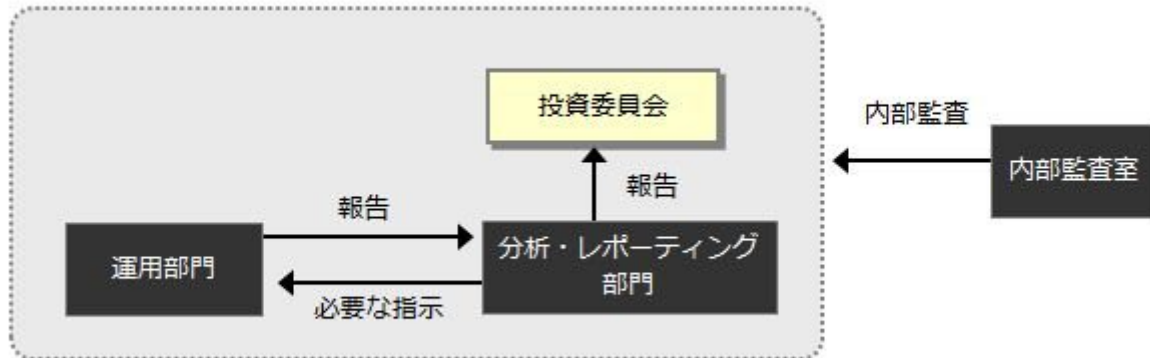 投資委員会
内部監査
内部監査室
報告
報告
運用部門
分析・レポーティング
部門
必要な指示